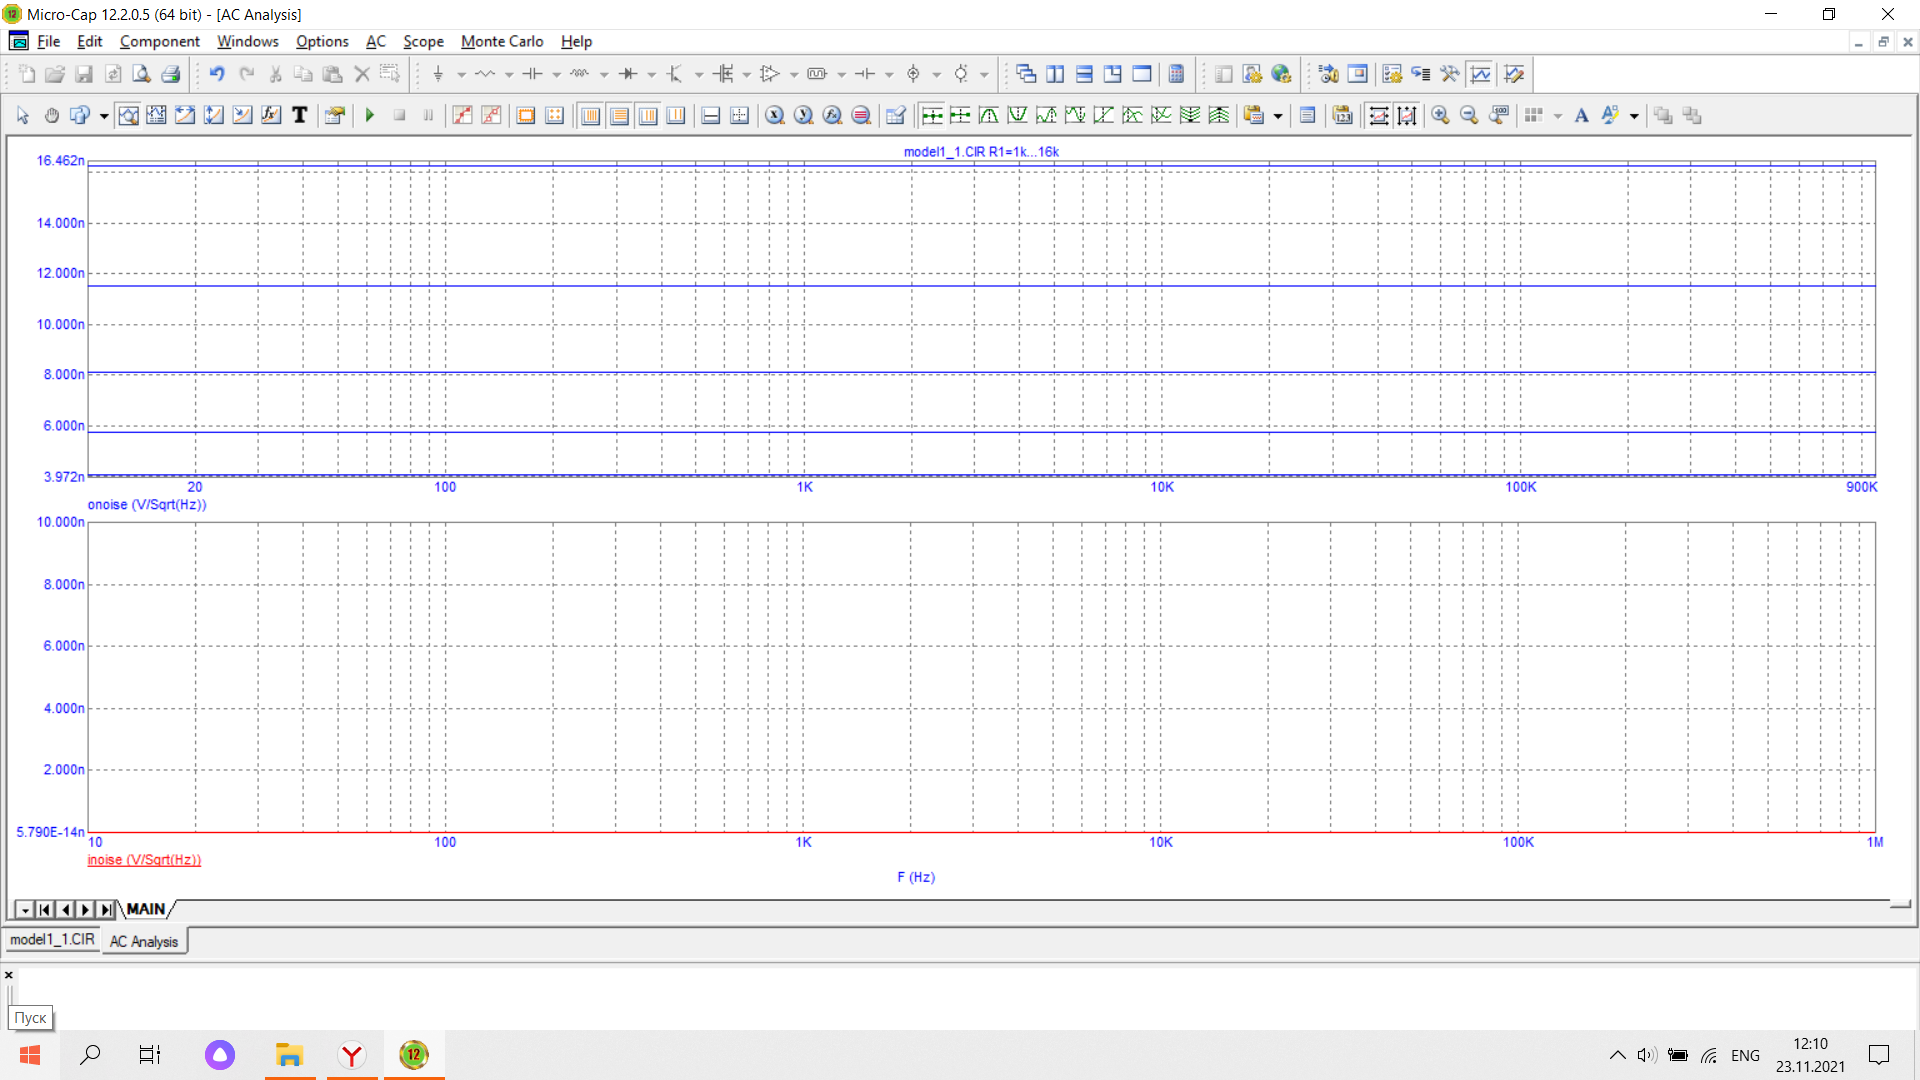 Micro-Cap 12.2.0.5 (64 bit) - [AC Analysis]
File Edit Component Windows Options AC Scope Monte Carlo Help
model1_1.CIR R1=1k...16k
16.462n
14.000n
12.000n
10.000n
8.000n
6.000n
3.972n
20 100 1K 10K 100K 900K
onoise (V/Sqrt(Hz))
10.000n
8.000n
6.000n
4.000n
2.000n
5.790E-14n
10 100 1K 10K 100K 1M
inoise (V/Sqrt(Hz))
F (Hz)
MAIN
model1_1.CIR AC Analysis
Пуск
12
ENG
12:10
23.11.2021